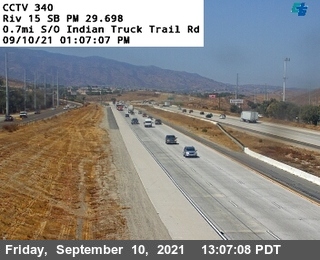 CCTV 340
Riv 15 SB PM 29.698
0.7mi S/O Indian Truck Trail Rd
09/10/21 01:07:07 PM
Friday, September 10, 2021 13:07:08 PDT